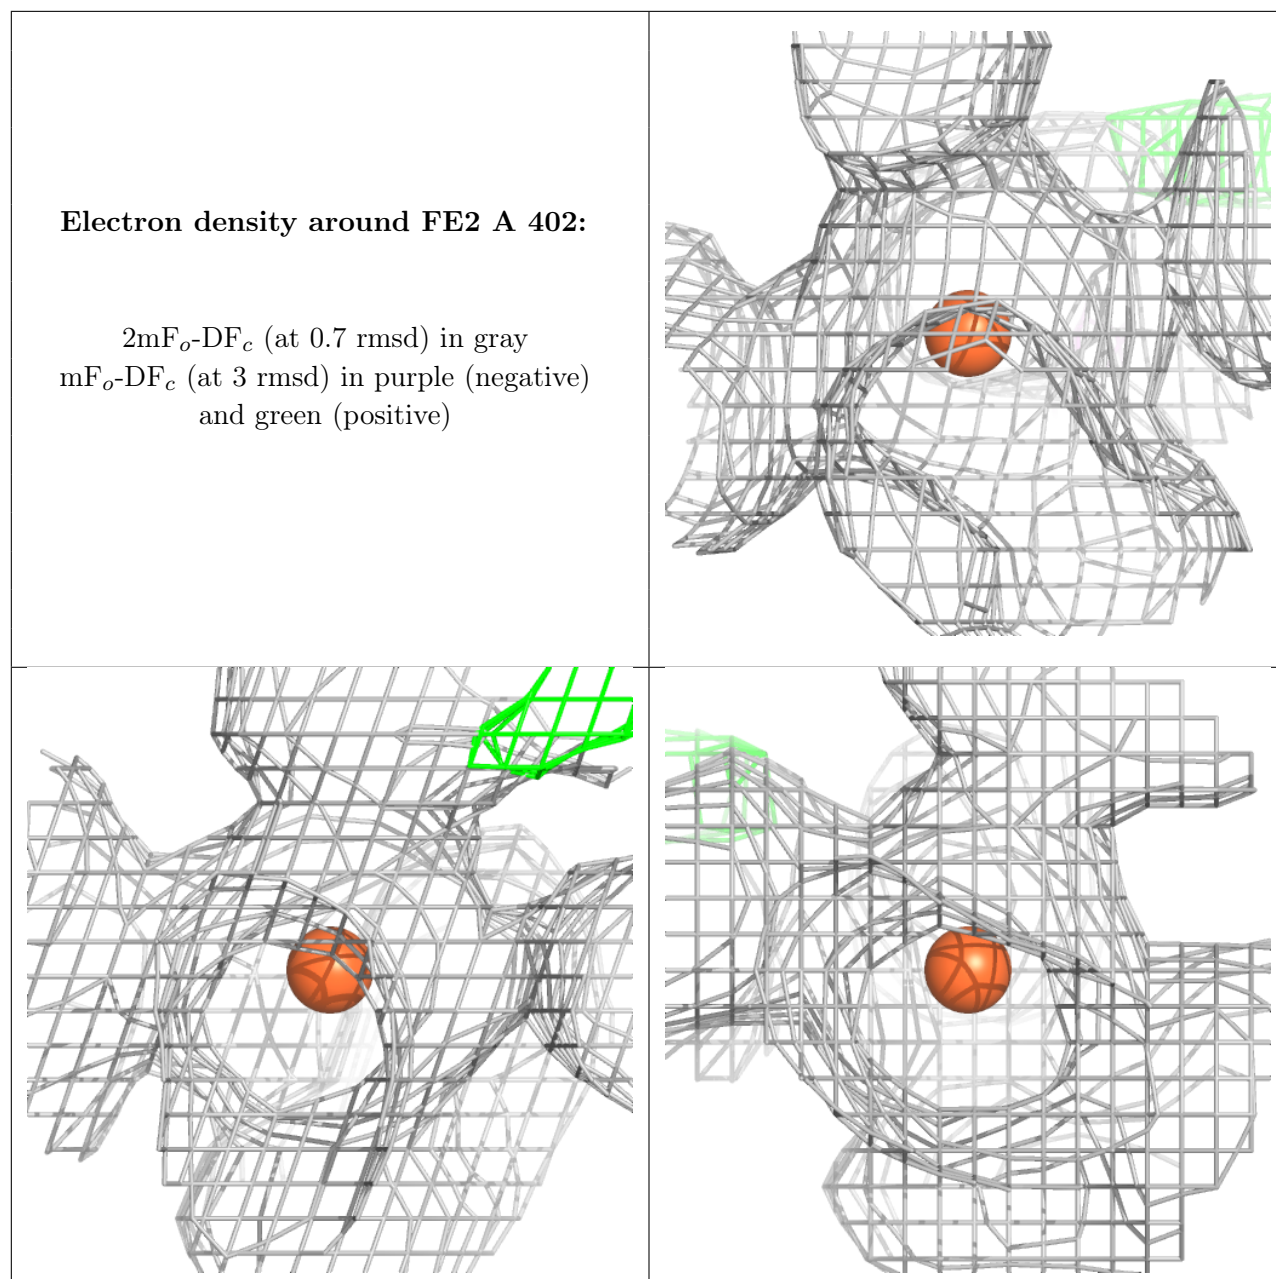 Electron density around FE2 A 402:
2mFo-DFc (at 0.7 rmsd) in gray
mFo-DFc (at 3 rmsd) in purple (negative)
and green (positive)